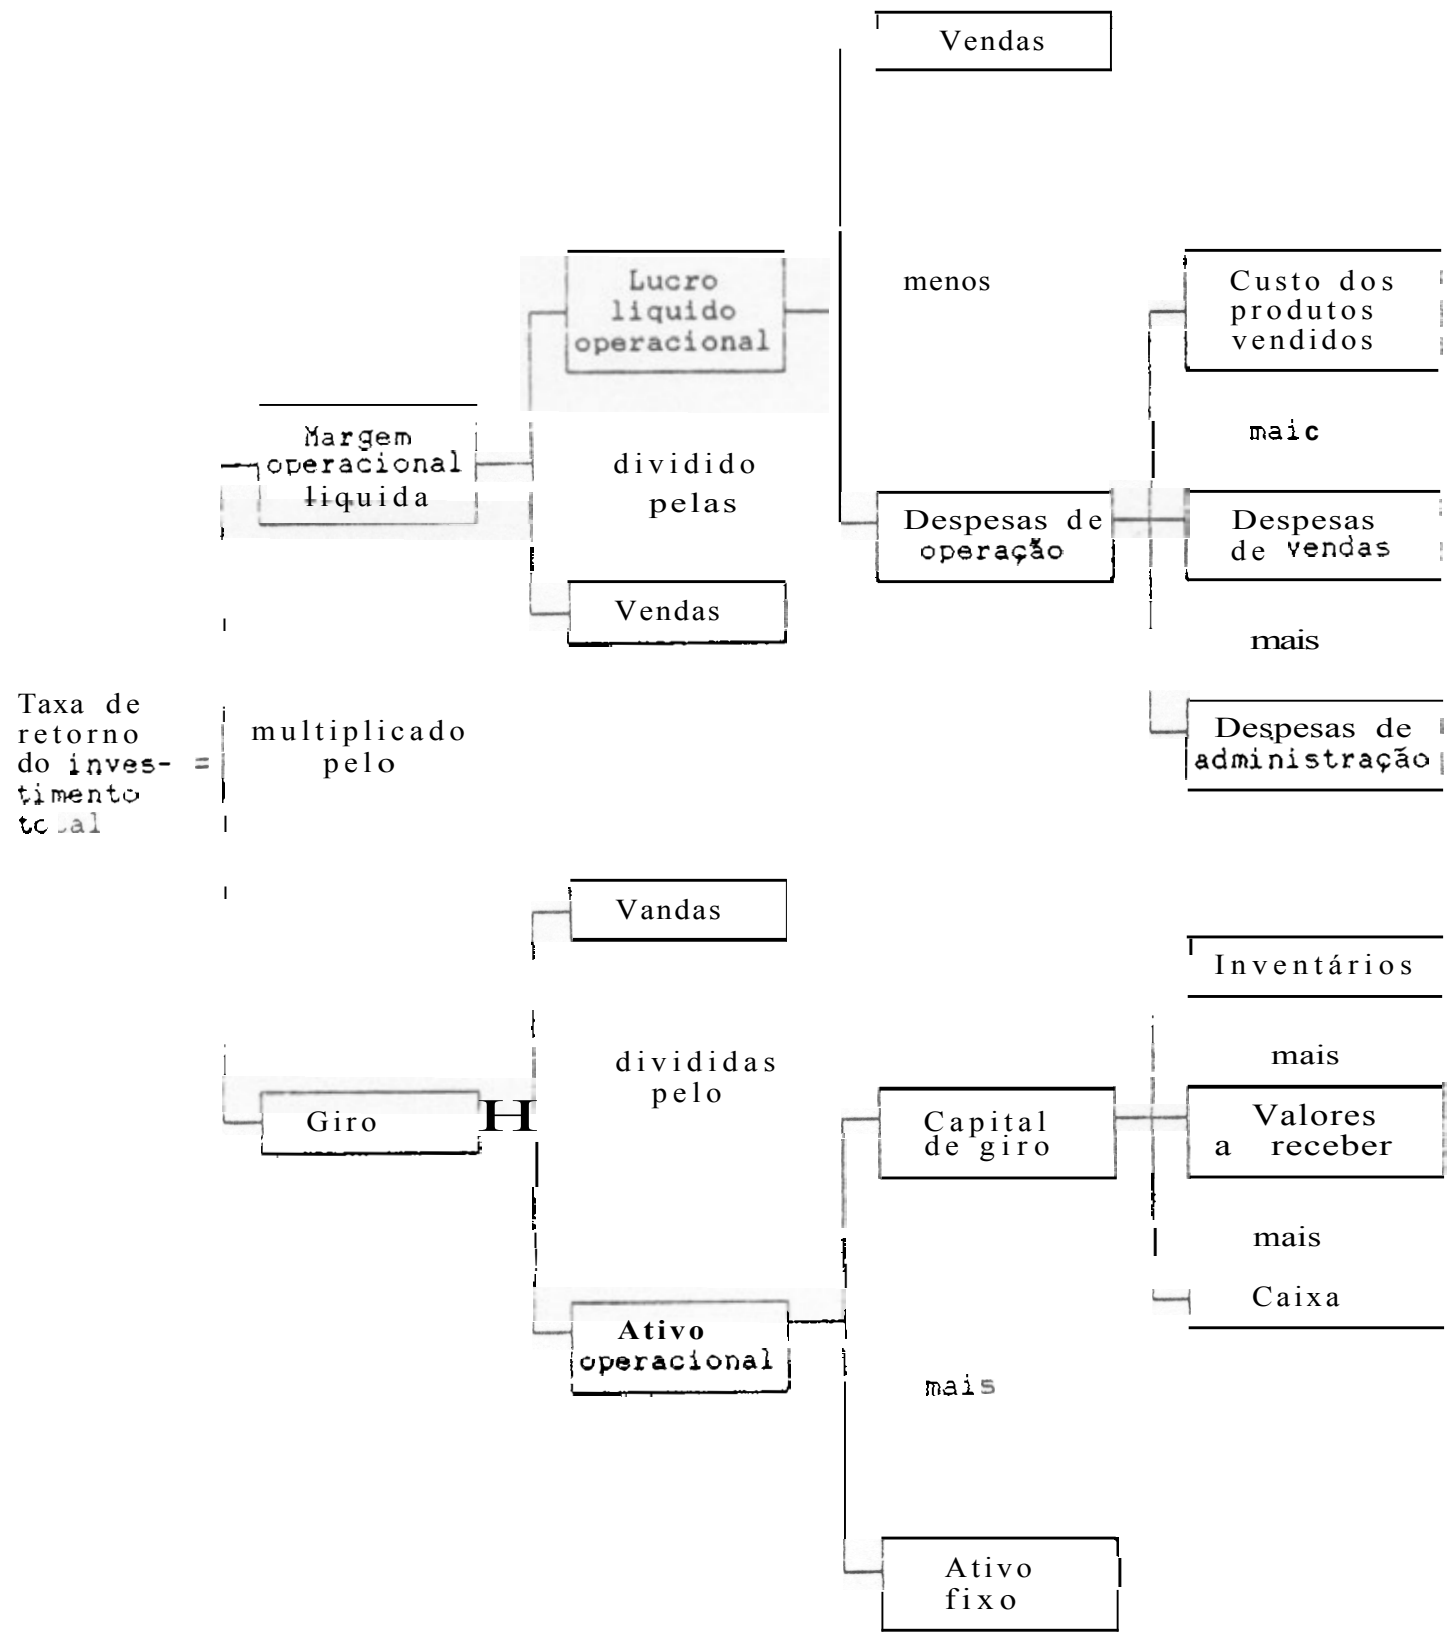 Vendas
menos
Lucro
liquido
operacional
Custo dos
produtos
vendidos
maic
Margem
operacional
liquida
dividido
pelas
Despesas de
operação
Despesas
de vendas
Vendas
mais
Taxa de
retorno
do inves- =
timento
total
multiplicado
pelo
Despesas de
administração
Vandas
Inventários
mais
divididas
pelo
Giro
H
Capital
de giro
Valores
a receber
mais
Caixa
Ativo
operacional
mais
Ativo
fixo